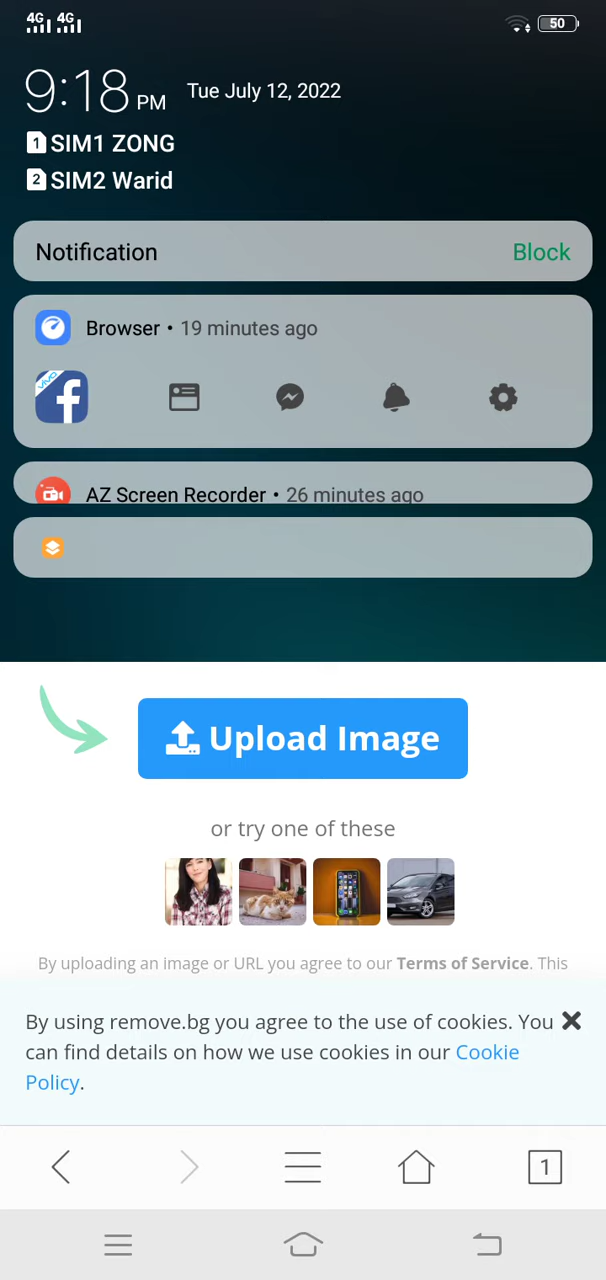 4G 4G 50
9:18 PM Tue July 12, 2022
1 SIM1 ZONG
2 SIM2 Warid
Notification Block
Browser • 19 minutes ago
vivo f
AZ Screen Recorder • 26 minutes ago
Upload Image
or try one of these
By uploading an image or URL you agree to our Terms of Service. This
By using remove.bg you agree to the use of cookies. You
can find details on how we use cookies in our Cookie
Policy.
1